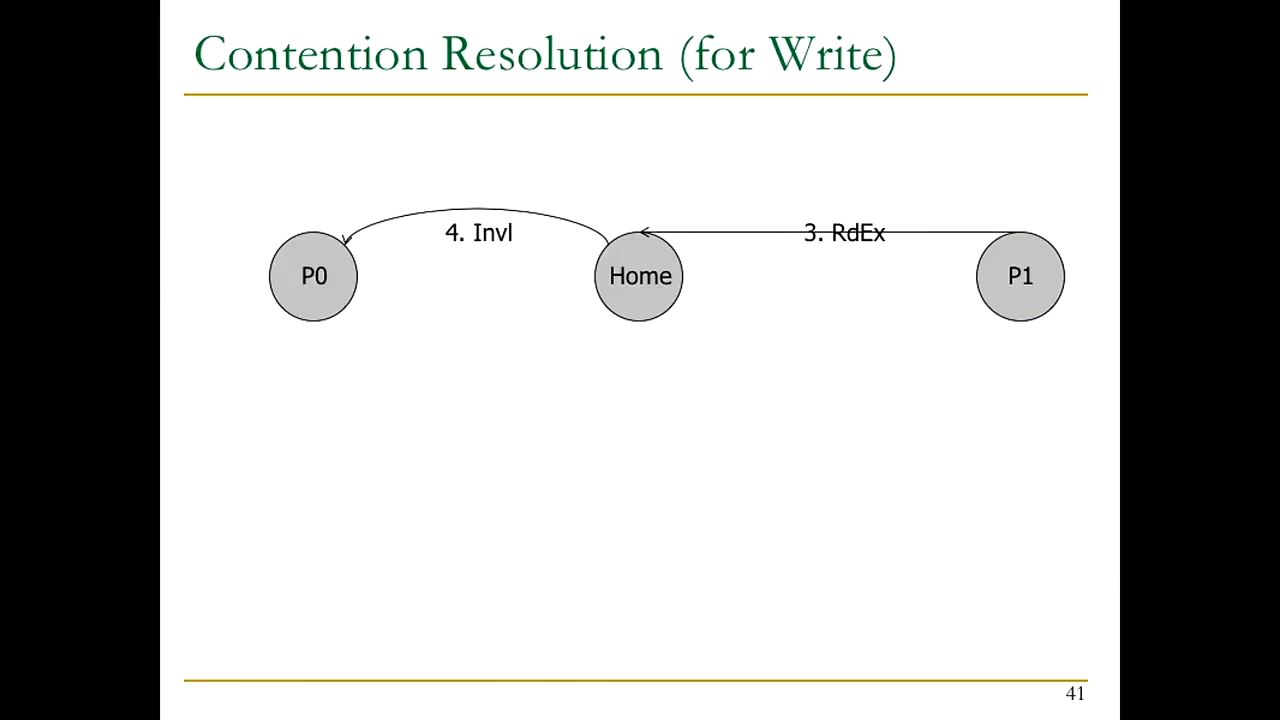 Contention Resolution (for Write)
4. Invl
3. RdEx
P0
Home
P1
41